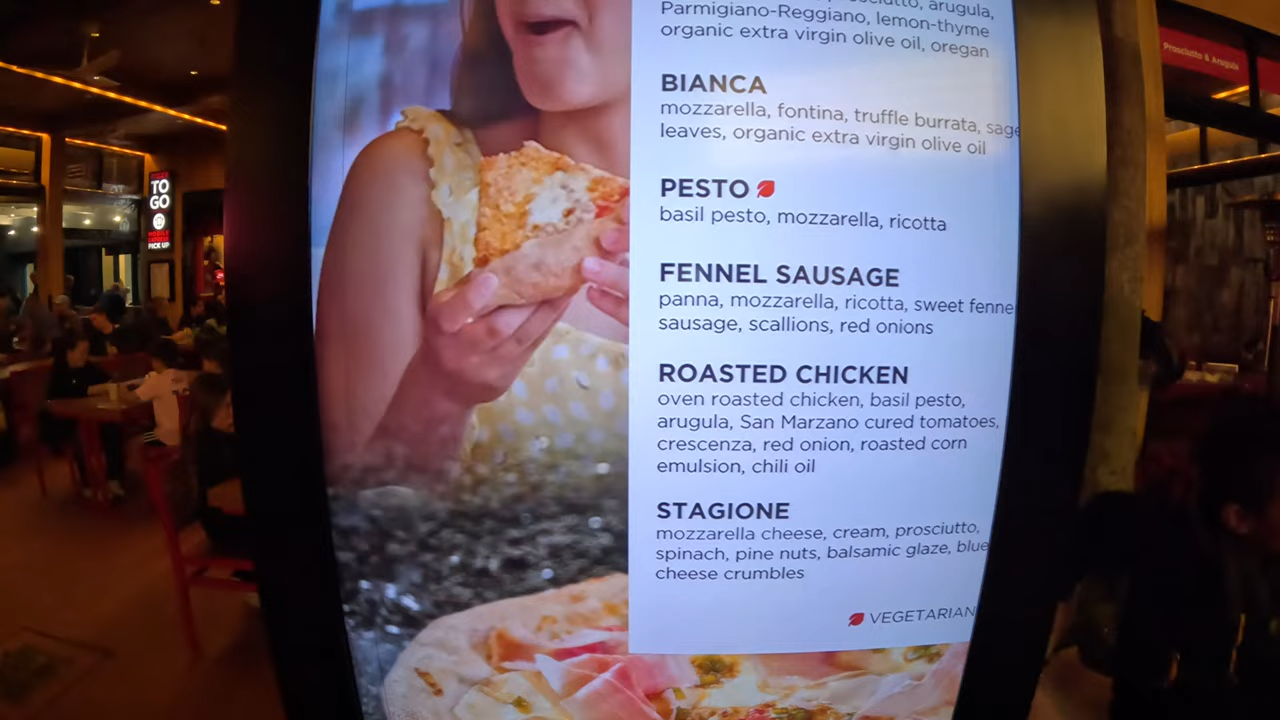 arugula,
Parmigiano-Reggiano, lemon-thyme
organic extra virgin olive oil, oregan
BIANCA
mozzarella, fontina, truffle burrata, sage
leaves, organic extra virgin olive oil
PESTO
basil pesto, mozzarella, ricotta
FENNEL SAUSAGE
panna, mozzarella, ricotta, sweet fenne
sausage, scallions, red onions
ROASTED CHICKEN
oven roasted chicken, basil pesto,
arugula, San Marzano cured tomatoes,
crescenza, red onion, roasted corn
emulsion, chili oil
STAGIONE
mozzarella cheese, cream, prosciutto,
spinach, pine nuts, balsamic glaze, blue
cheese crumbles
VEGETARIAN
TO
GO
MOBILE
EXPRESS
PICK UP
Prosciutto & Arugula